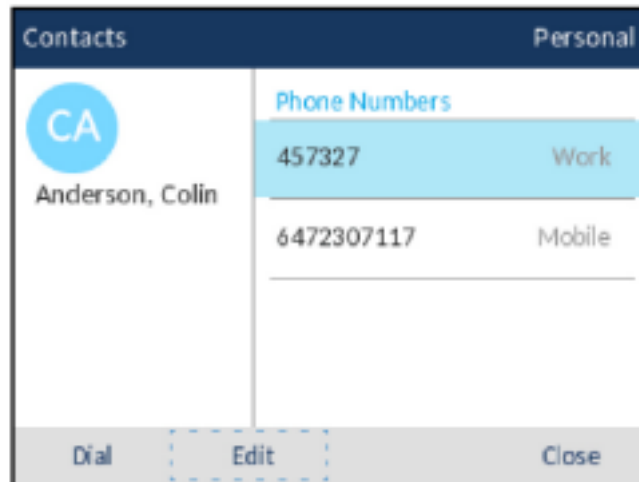 Contacts Personal
CA
Anderson, Colin
Phone Numbers
457327 Work
6472307117 Mobile
Dial Edit Close